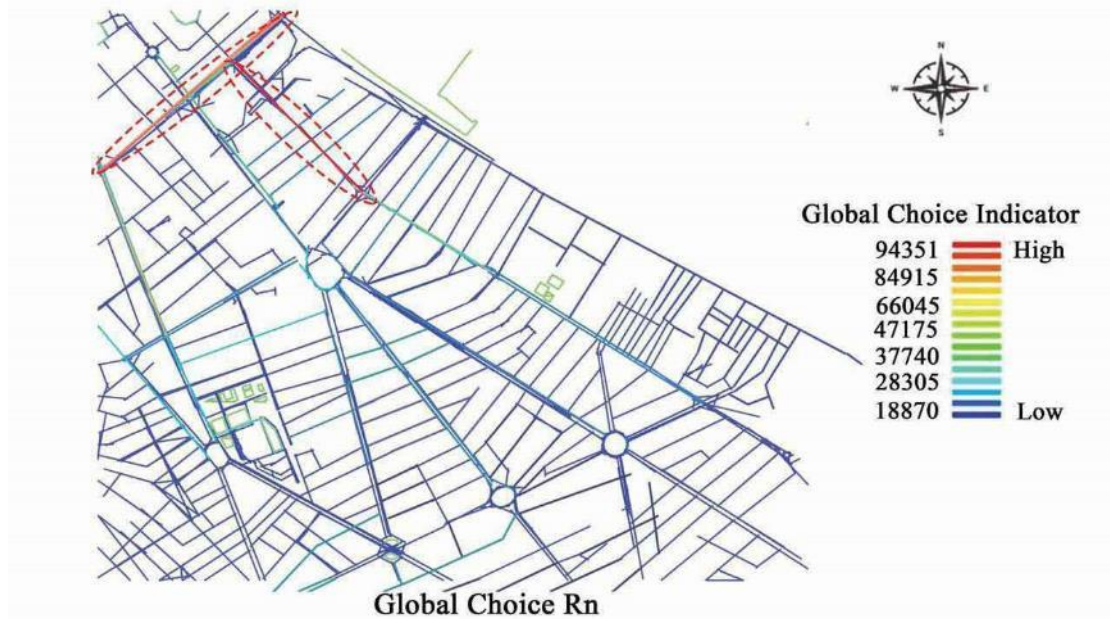 N
W E
S
Global Choice Indicator
94351 High
84915
66045
47175
37740
28305
18870 Low
Global Choice Rn